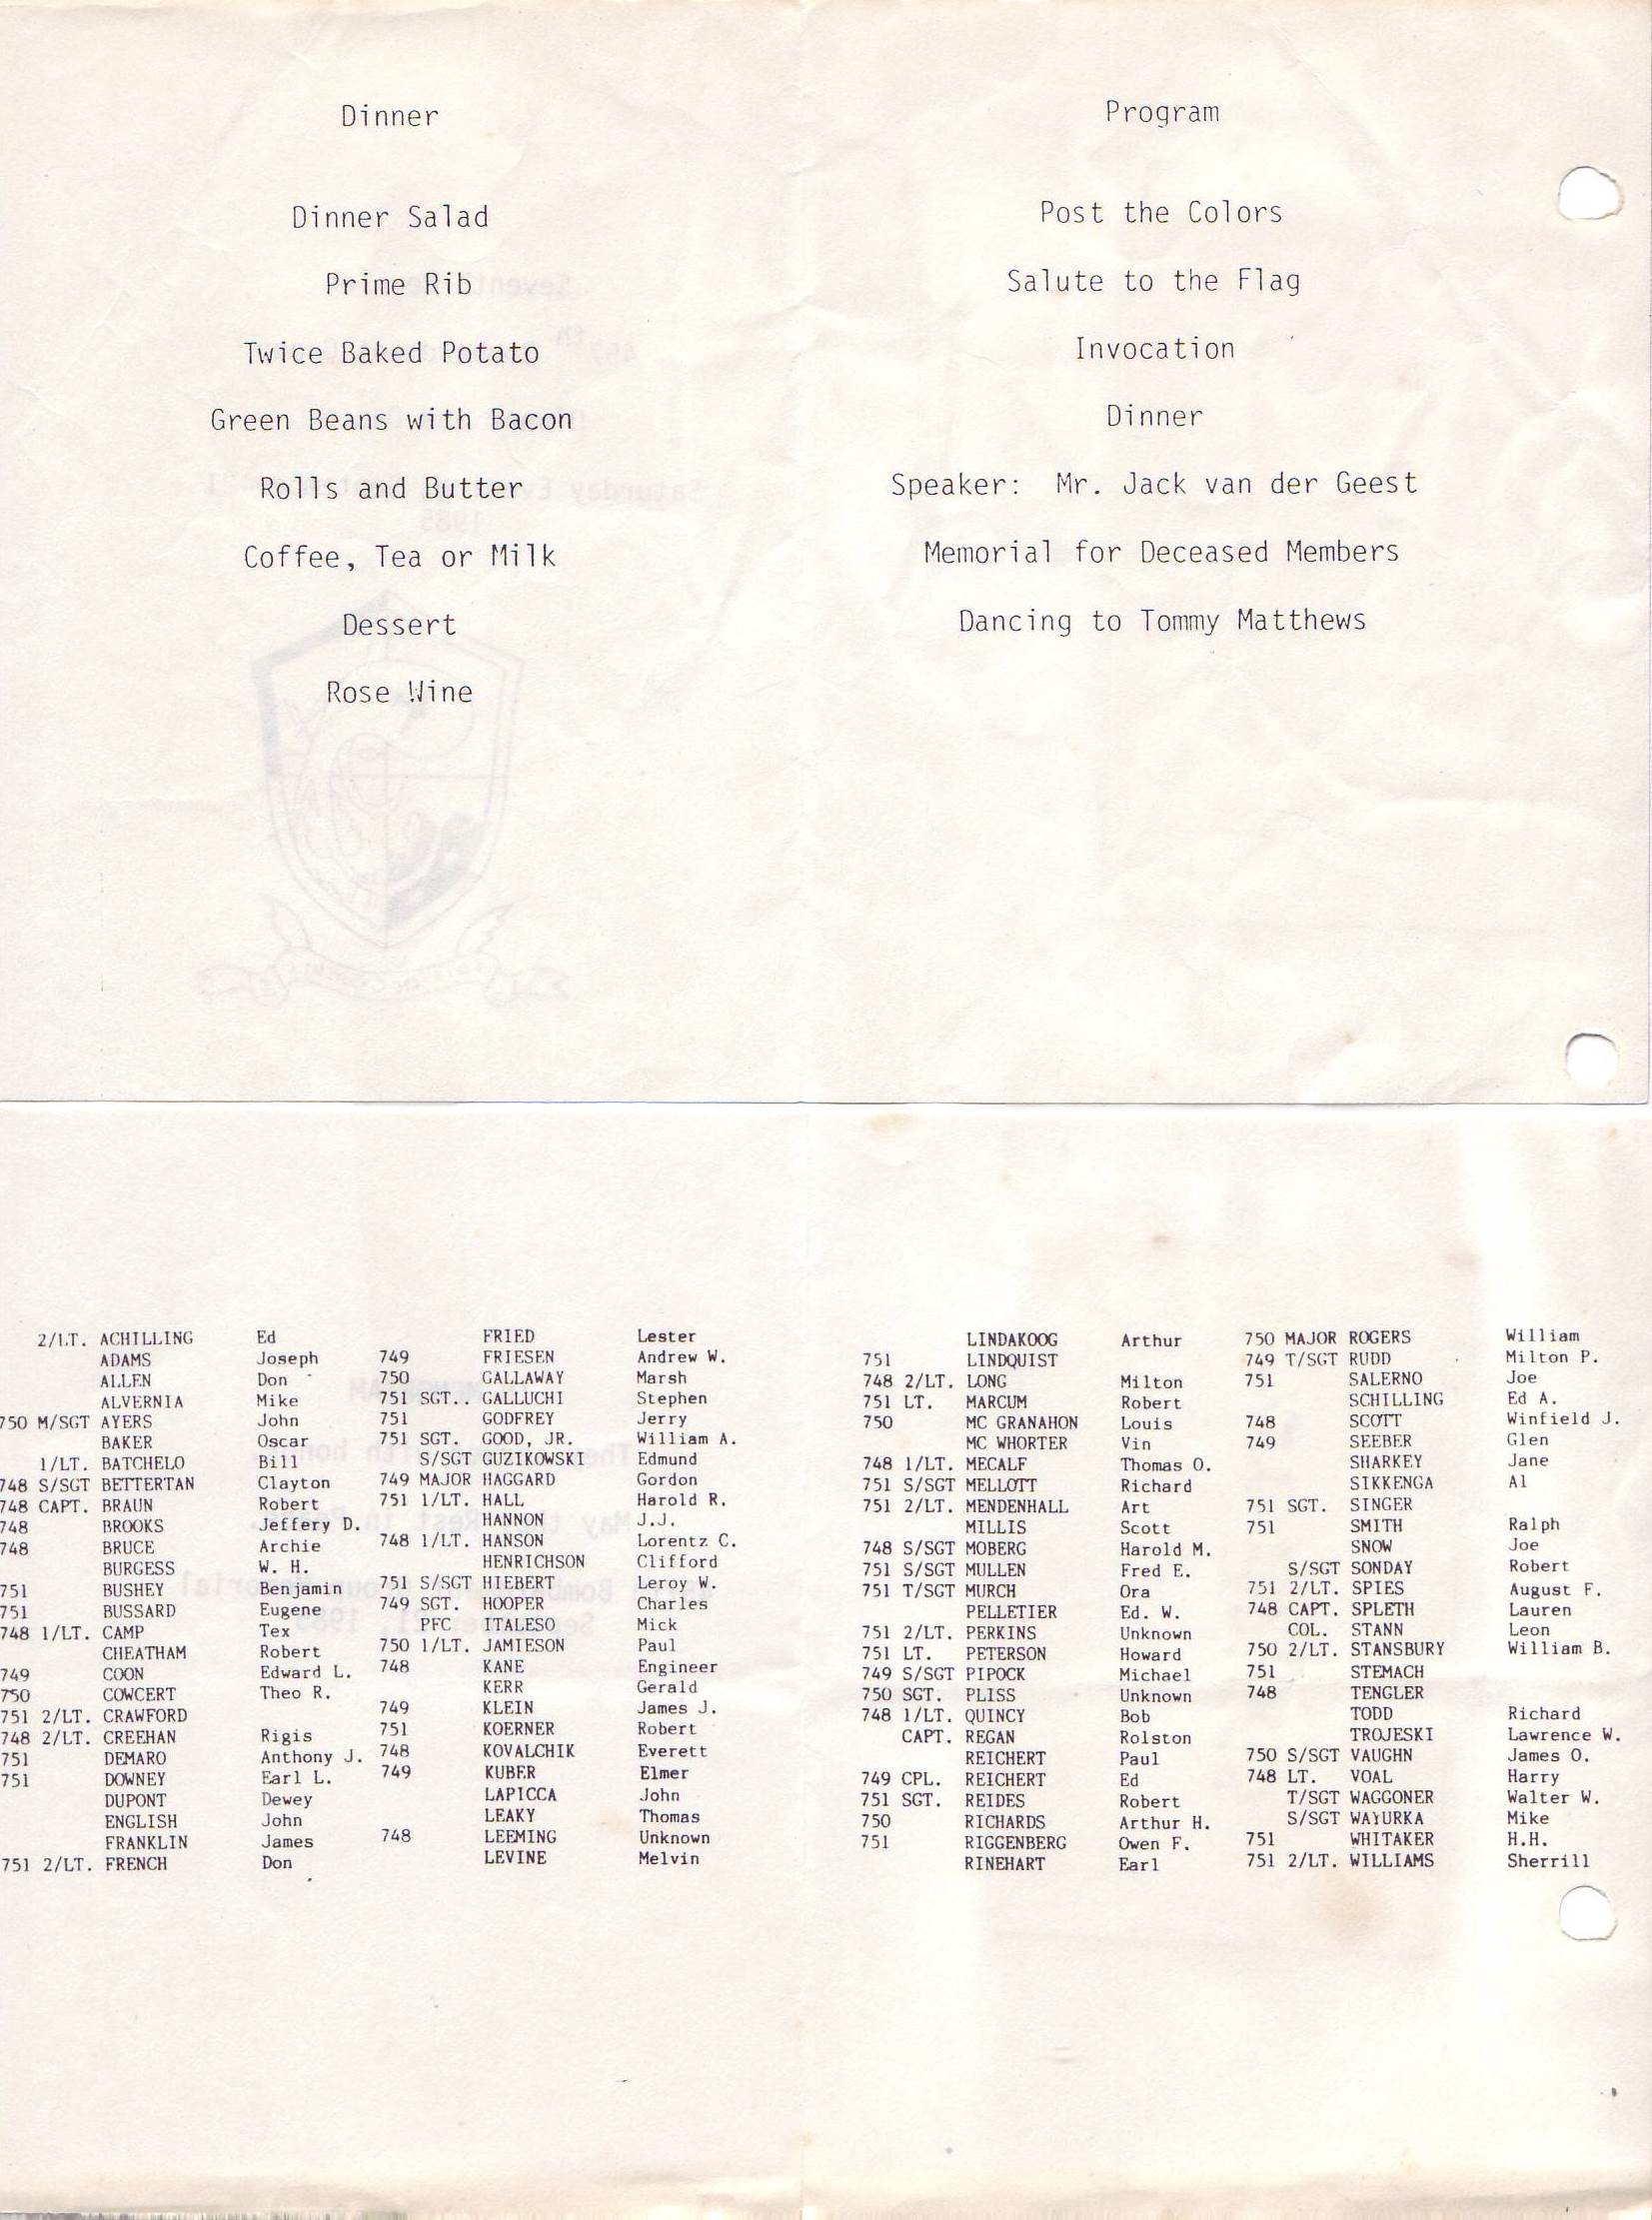 Dinner
Dinner Salad
Prime Rib
Twice Baked Potato
Green Beans with Bacon
Rolls and Butter
Coffee, Tea or Milk
Dessert
Rose Wine
Program
Post the Colors
Salute to the Flag
Invocation
Dinner
Speaker: Mr. Jack van der Geest
Memorial for Deceased Members
Dancing to Tommy Matthews
2/LT. ACHILLING Ed
ADAMS Joseph
ALLEN Don
ALVERNIA Mike
750 M/SGT AYERS John
BAKER Oscar
1/LT. BATCHELO Bill
748 S/SGT BETTERTAN Clayton
748 CAPT. BRAUN Robert
748 BROOKS Jeffery D.
748 BRUCE Archie
BURGESS W. H.
751 BUSHEY Benjamin
751 BUSSARD Eugene
748 1/LT. CAMP Tex
CHEATHAM Robert
749 COON Edward L.
750 COWCERT Theo R.
751 2/LT. CRAWFORD
748 2/LT. CREEHAN Rigis
751 DEMARO Anthony J.
751 DOWNEY Earl L.
DUPONT Dewey
ENGLISH John
FRANKLIN James
751 2/LT. FRENCH Don
FRIED Lester
749 FRIESEN Andrew W.
750 GALLAWAY Marsh
751 SGT.. GALLUCHI Stephen
751 GODFREY Jerry
751 SGT. GOOD, JR. William A.
S/SGT GUZIKOWSKI Edmund
749 MAJOR HAGGARD Gordon
751 1/LT. HALL Harold R.
HANNON J.J.
748 1/LT. HANSON Lorentz C.
HENRICHSON Clifford
751 S/SGT HIEBERT Leroy W.
749 SGT. HOOPER Charles
PFC ITALESO Mick
750 1/LT. JAMIESON Paul
748 KANE Engineer
KERR Gerald
749 KLEIN James J.
751 KOERNER Robert
748 KOVALCHIK Everett
749 KUBER Elmer
LAPICCA John
LEAKY Thomas
748 LEEMING Unknown
LEVINE Melvin
LINDAKOOG Arthur
751 LINDQUIST
748 2/LT. LONG Milton
751 LT. MARCUM Robert
750 MC GRANAHON Louis
MC WHORTER Vin
748 1/LT. MECALF Thomas O.
751 S/SGT MELLOTT Richard
751 2/LT. MENDENHALL Art
MILLIS Scott
748 S/SGT MOBERG Harold M.
751 S/SGT MULLEN Fred E.
751 T/SGT MURCH Ora
PELLETIER Ed. W.
751 2/LT. PERKINS Unknown
751 LT. PETERSON Howard
749 S/SGT PIPOCK Michael
750 SGT. PLISS Unknown
748 1/LT. QUINCY Bob
CAPT. REGAN Rolston
REICHERT Paul
749 CPL. REICHERT Ed
751 SGT. REIDES Robert
750 RICHARDS Arthur H.
751 RIGGENBERG Owen F.
RINEHART Earl
750 MAJOR ROGERS William
749 T/SGT RUDD Milton P.
751 SALERNO Joe
SCHILLING Ed A.
748 SCOTT Winfield J.
749 SEEBER Glen
SHARKEY Jane
SIKKENGA Al
751 SGT. SINGER
751 SMITH Ralph
SNOW Joe
S/SGT SONDAY Robert
751 2/LT. SPIES August F.
748 CAPT. SPLETH Lauren
COL. STANN Leon
750 2/LT. STANSBURY William B.
751 STEMACH
748 TENGLER
TODD Richard
TROJESKI Lawrence W.
750 S/SGT VAUGHN James O.
748 LT. VOAL Harry
T/SGT WAGGONER Walter W.
S/SGT WAYURKA Mike
751 WHITAKER H.H.
751 2/LT. WILLIAMS Sherrill